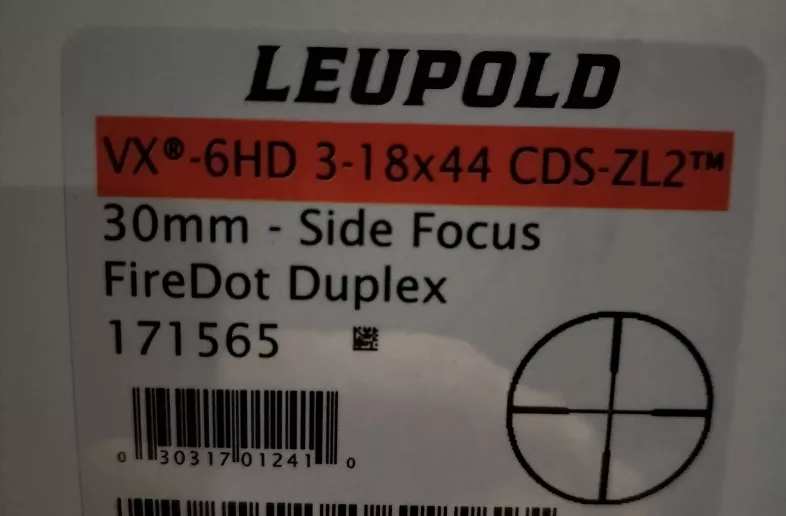 LEUPOLD
VX®-6HD 3-18x44 CDS-ZL2™
30mm - Side Focus
FireDot Duplex
171565
0 30317 01241 0